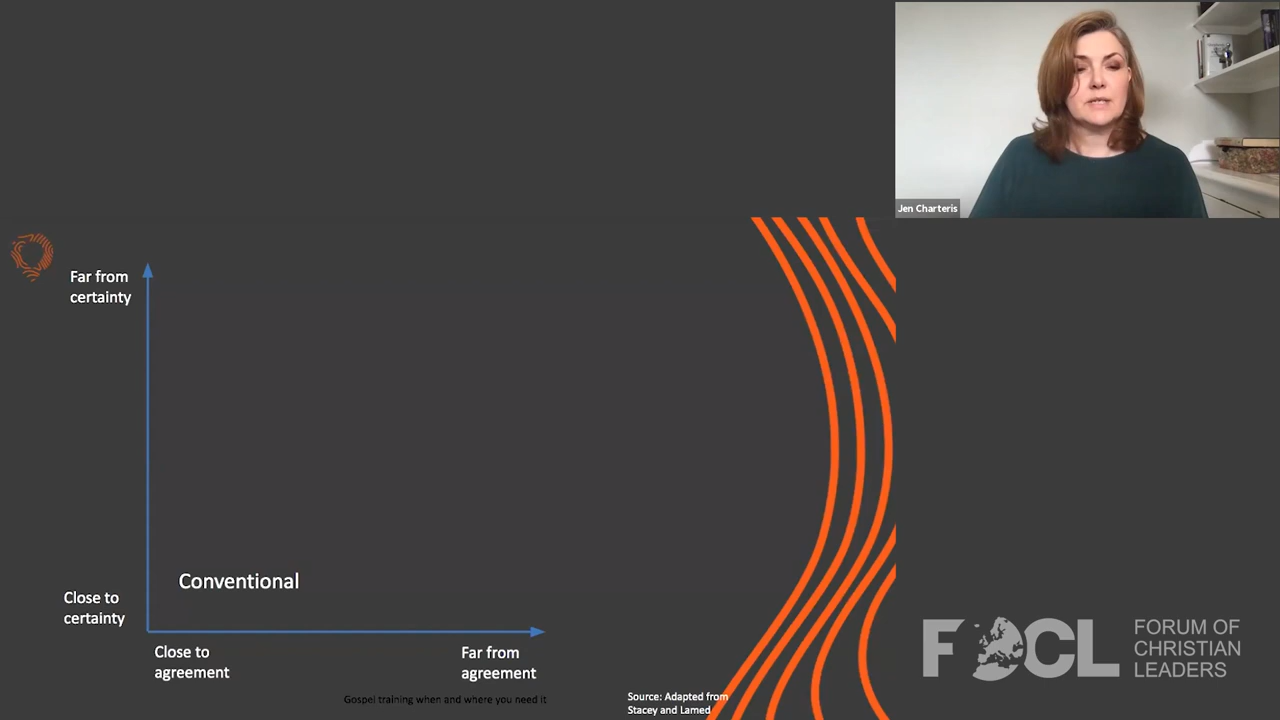 Jen Charteris
Far from
certainty
Conventional
Close to
certainty
Close to
agreement
Far from
agreement
Gospel training when and where you need it
Source: Adapted from
Stacey and Lamed
FOCL
FORUM OF
CHRISTIAN
LEADERS